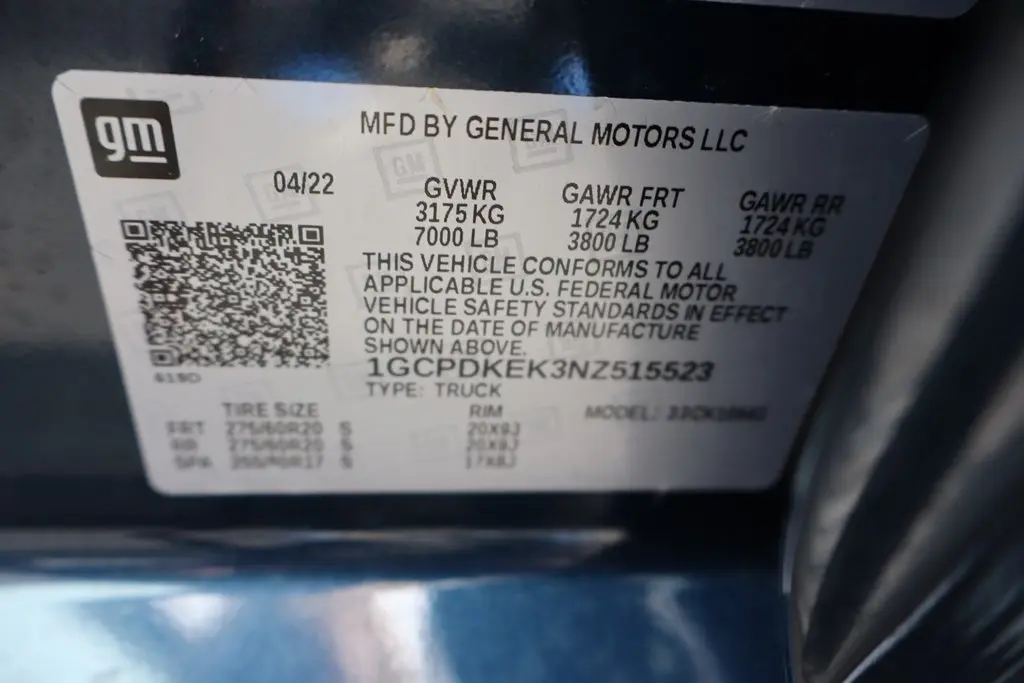 gm
MFD BY GENERAL MOTORS LLC
04/22
GVWR GAWR FRT GAWR RR
3175 KG 1724 KG 1724 KG
7000 LB 3800 LB 3800 LB
THIS VEHICLE CONFORMS TO ALL
APPLICABLE U.S. FEDERAL MOTOR
VEHICLE SAFETY STANDARDS IN EFFECT
ON THE DATE OF MANUFACTURE
SHOWN ABOVE.
1GCPDKEK3NZ515523
TYPE: TRUCK
TIRE SIZE RIM MODEL:
FRT 275/60R20 S 20X9J
RR 275/60R20 S 20X9J
SPA S 17X8J